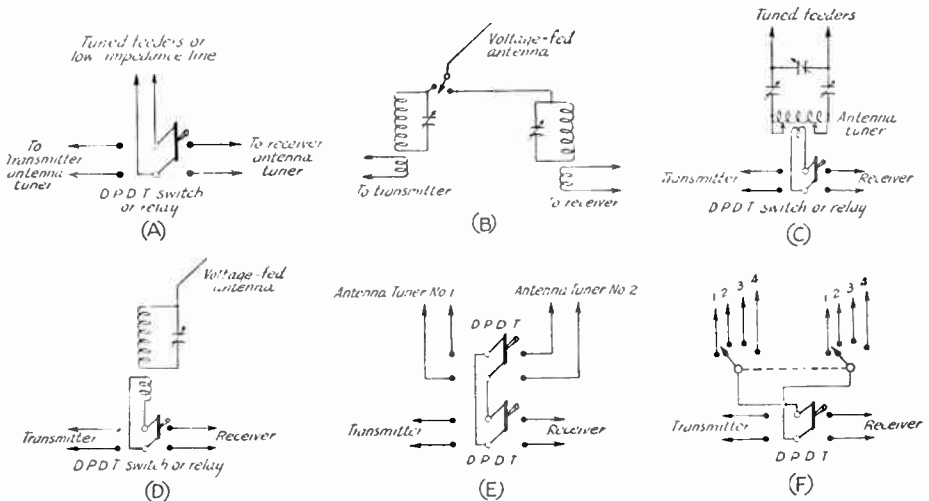 Tuned feeders or
low impedance line
To
Transmitter
antenna
tuner
To receiver
antenna
tuner
DPDT switch
or relay
(A)
Voltage-fed
antenna
To transmitter
To receiver
(B)
Tuned feeders
Antenna
tuner
Transmitter
Receiver
DPDT switch or relay
(C)
Voltage-fed
antenna
Transmitter
Receiver
DPDT switch or relay
(D)
Antenna Tuner No 1
Antenna Tuner No 2
DPDT
Transmitter
Receiver
DPDT
(E)
1 2 3 4
1 2 3 4
Transmitter
Receiver
DPDT
(F)